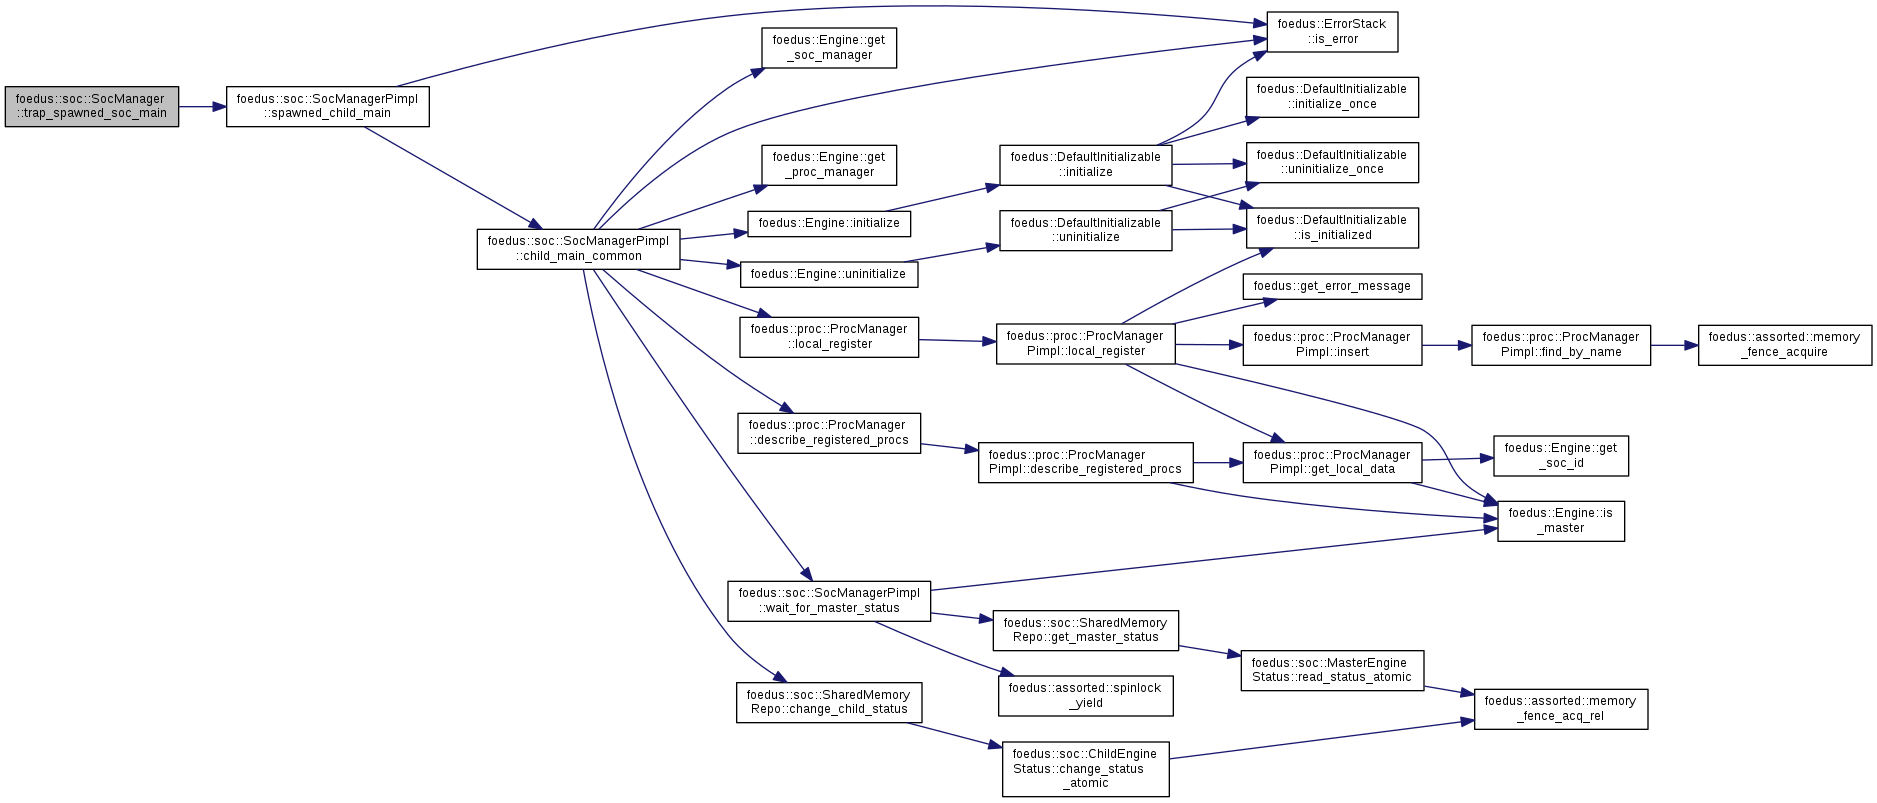 foedus::soc::SocManager
::trap_spawned_soc_main
foedus::soc::SocManagerPimpl
::spawned_child_main
foedus::soc::SocManagerPimpl
::child_main_common
foedus::Engine::get
_soc_manager
foedus::Engine::get
_proc_manager
foedus::Engine::initialize
foedus::Engine::uninitialize
foedus::proc::ProcManager
::local_register
foedus::proc::ProcManager
::describe_registered_procs
foedus::soc::SocManagerPimpl
::wait_for_master_status
foedus::soc::SharedMemory
Repo::change_child_status
foedus::DefaultInitializable
::initialize
foedus::DefaultInitializable
::uninitialize
foedus::proc::ProcManager
Pimpl::local_register
foedus::proc::ProcManager
Pimpl::describe_registered_procs
foedus::soc::SharedMemory
Repo::get_master_status
foedus::assorted::spinlock
_yield
foedus::soc::ChildEngine
Status::change_status
_atomic
foedus::ErrorStack
::is_error
foedus::DefaultInitializable
::initialize_once
foedus::DefaultInitializable
::uninitialize_once
foedus::DefaultInitializable
::is_initialized
foedus::get_error_message
foedus::proc::ProcManager
Pimpl::insert
foedus::proc::ProcManager
Pimpl::get_local_data
foedus::soc::MasterEngine
Status::read_status_atomic
foedus::proc::ProcManager
Pimpl::find_by_name
foedus::Engine::get
_soc_id
foedus::Engine::is
_master
foedus::assorted::memory
_fence_acq_rel
foedus::assorted::memory
_fence_acquire